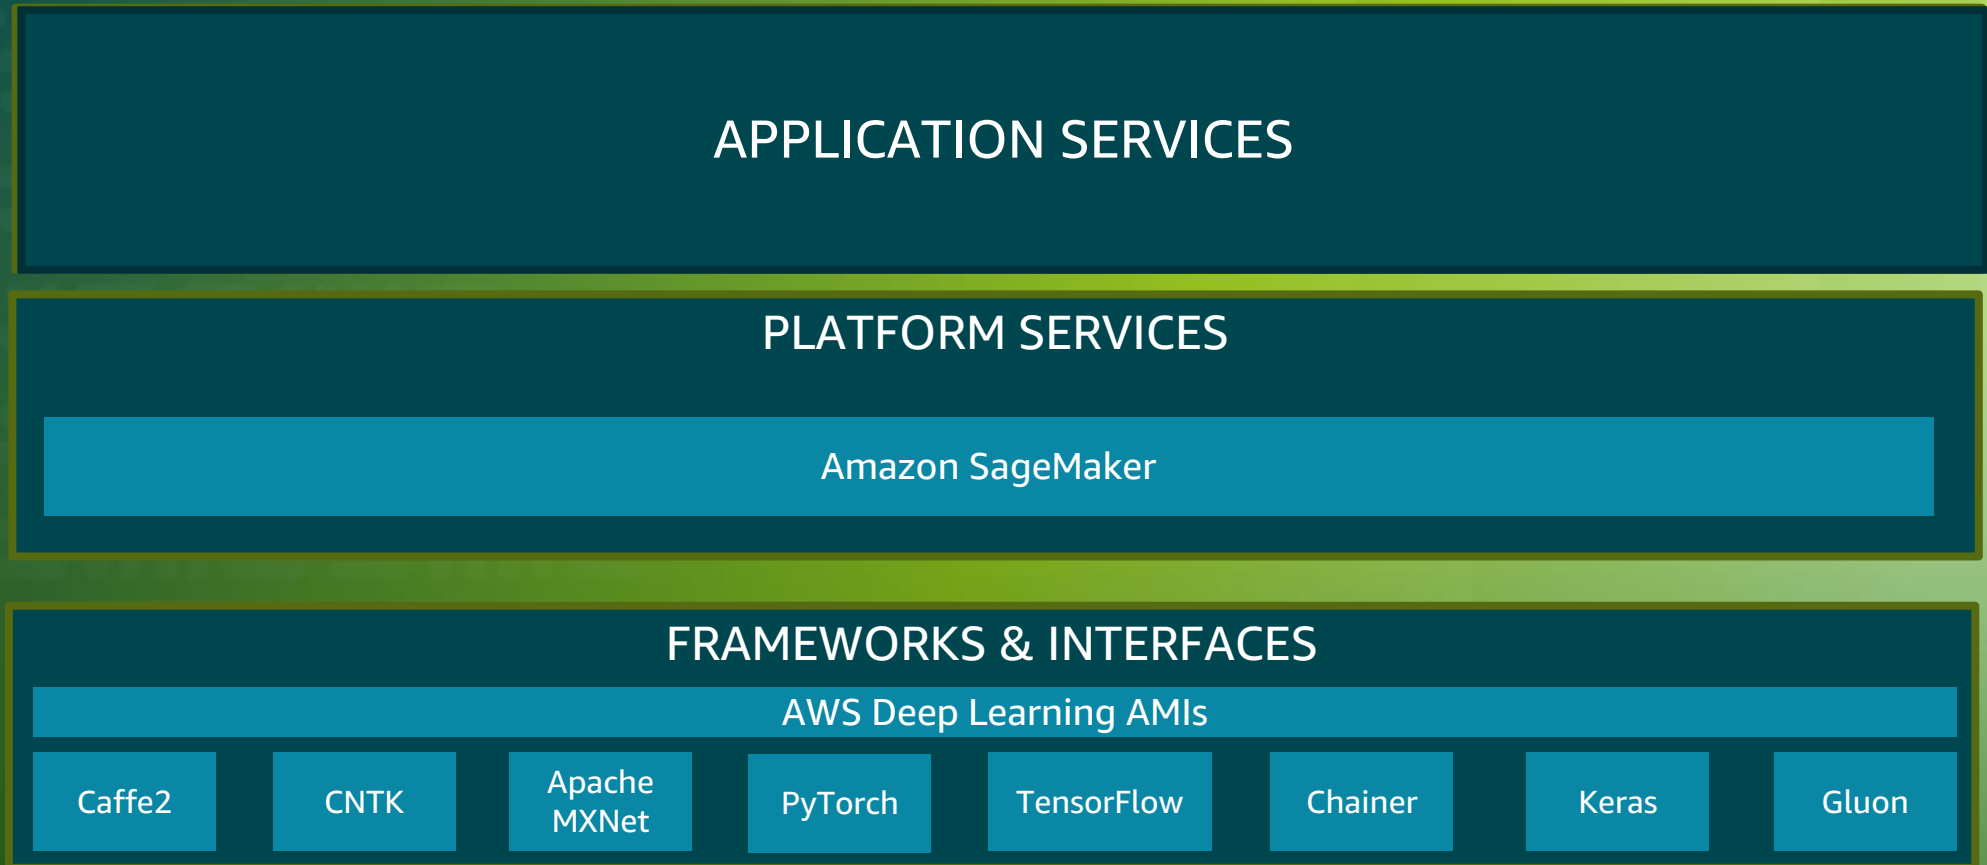 APPLICATION SERVICES
PLATFORM SERVICES
Amazon SageMaker
FRAMEWORKS & INTERFACES
AWS Deep Learning AMIs
Caffe2
CNTK
Apache
MXNet
PyTorch
TensorFlow
Chainer
Keras
Gluon